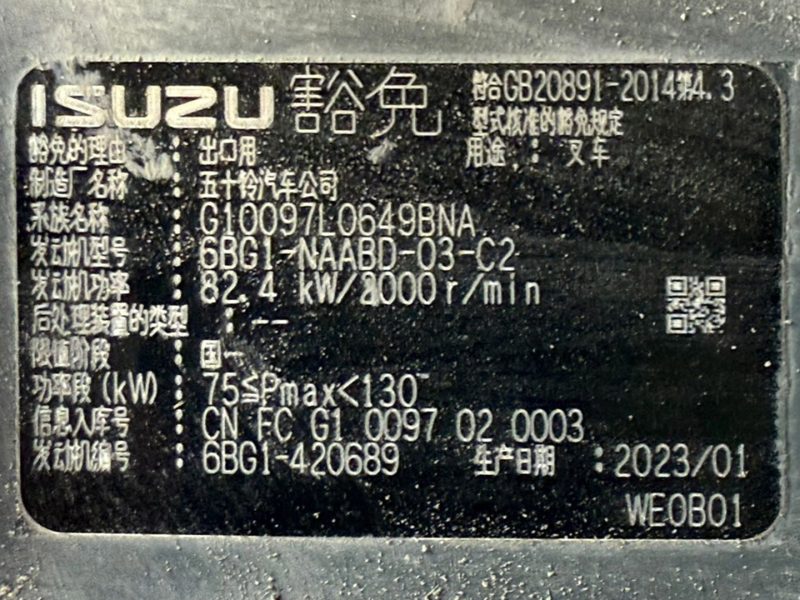 ISUZU 豁免 符合GB20891-2014第4.3
型式核准的豁免规定
豁免的理由 : 出口用 用途 : 叉车
制造厂名称 : 五十铃汽车公司
系族名称 : G10097L0649BNA
发动机型号 : 6BG1-NAABD-03-C2
发动机功率 : 82.4 kW/2000r/min
后处理装置的类型 : --
限值阶段 : 国一
功率段(kW) : 75≦Pmax<130
信息入库号 : CN FC G1 0097 02 0003
发动机编号 : 6BG1-420689 生产日期 : 2023/01
WE0B01